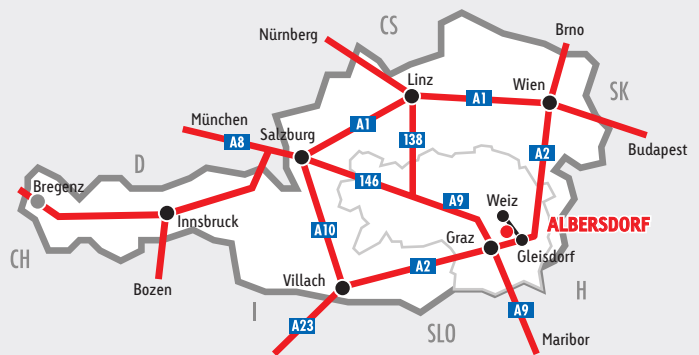 CS
Brno
Nürnberg
Linz
Wien
A1
SK
München
A8
Salzburg
A1
138
A2
Budapest
D
Bregenz
146
Weiz
A9
Innsbruck
A10
ALBERSDORF
Graz
Gleisdorf
CH
A2
Bozen
Villach
H
I
A23
SLO
A9
Maribor